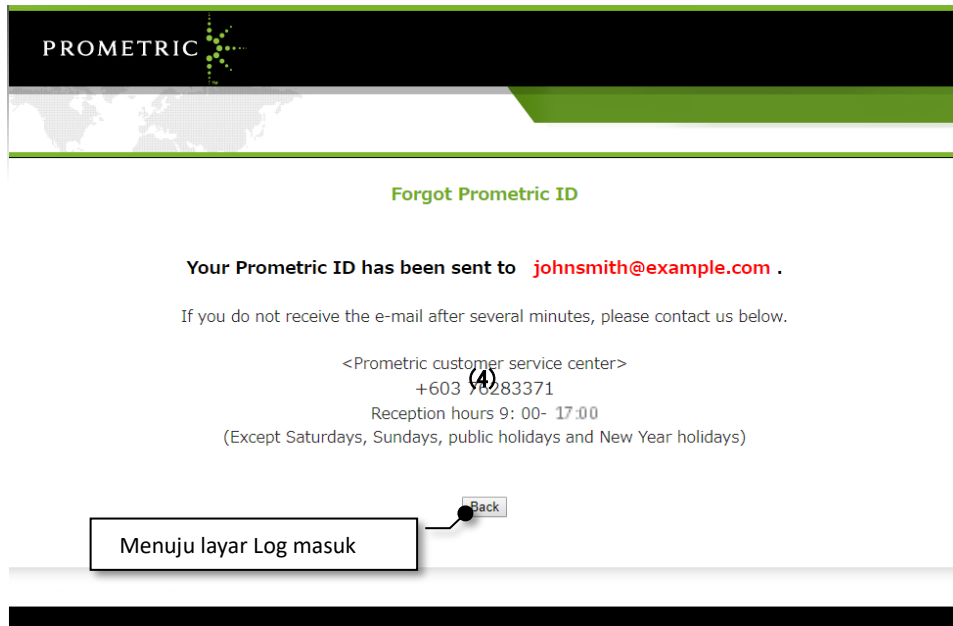 PROMETRIC
Forgot Prometric ID
Your Prometric ID has been sent to johnsmith@example.com .
If you do not receive the e-mail after several minutes, please contact us below.
<Prometric customer service center>
(4)
+603 76283371
Reception hours 9: 00- 17:00
(Except Saturdays, Sundays, public holidays and New Year holidays)
Back
Menuju layar Log masuk